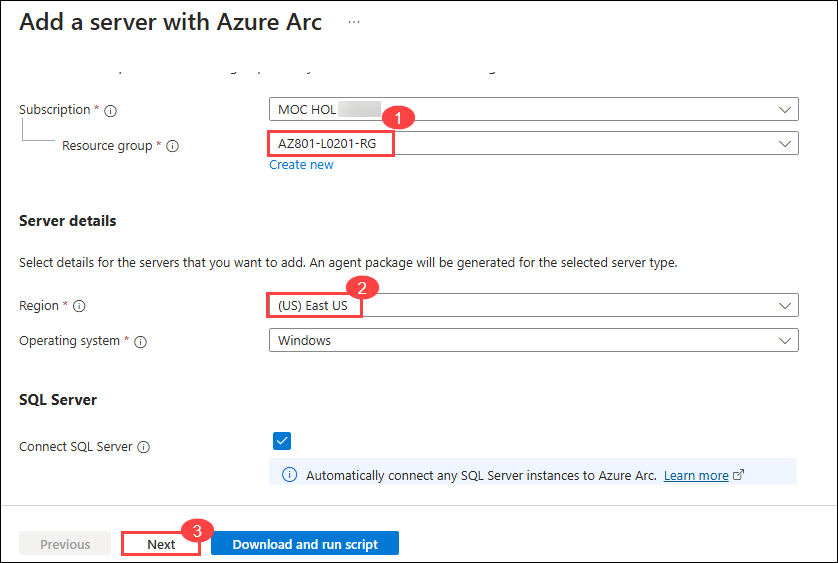 Add a server with Azure Arc ...
Subscription *
MOC HOL
1
Resource group *
AZ801-L0201-RG
Create new
Server details
Select details for the servers that you want to add. An agent package will be generated for the selected server type.
2
Region *
(US) East US
Operating system *
Windows
SQL Server
Connect SQL Server
Automatically connect any SQL Server instances to Azure Arc. Learn more
3
Previous Next Download and run script